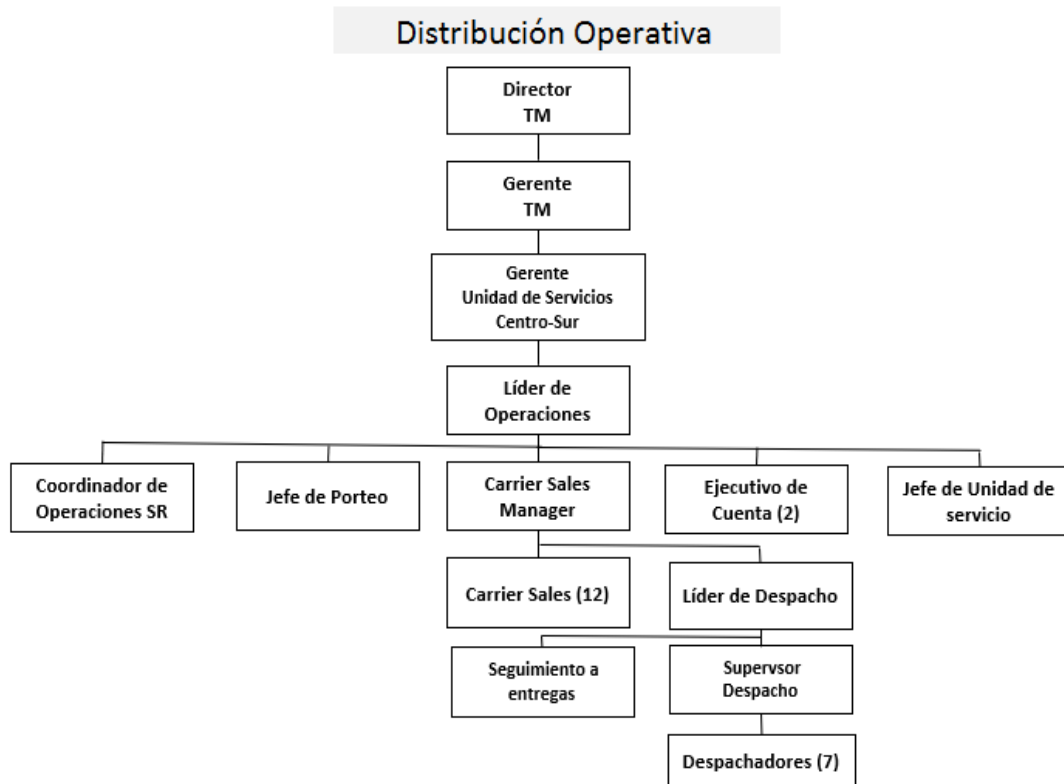 Distribución Operativa
Director
TM
Gerente
TM
Gerente
Unidad de Servicios
Centro-Sur
Líder de
Operaciones
Coordinador de
Operaciones SR
Jefe de Porteo
Carrier Sales
Manager
Ejecutivo de
Cuenta (2)
Jefe de Unidad de
servicio
Carrier Sales (12)
Líder de Despacho
Seguimiento a
entregas
Supervsor
Despacho
Despachadores (7)